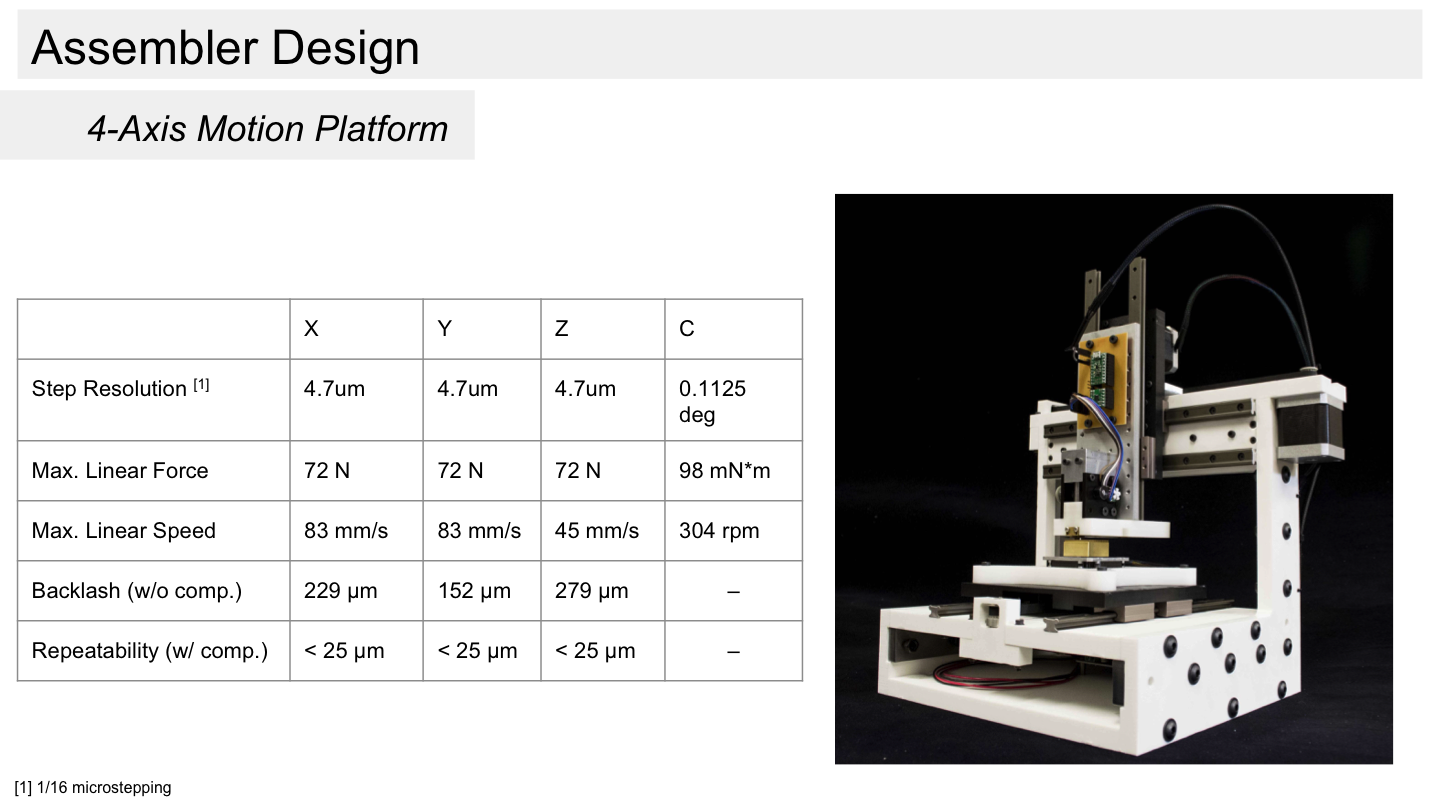 Assembler Design
4-Axis Motion Platform
X Y Z C
Step Resolution [1] 4.7um 4.7um 4.7um 0.1125
deg
Max. Linear Force 72 N 72 N 72 N 98 mN*m
Max. Linear Speed 83 mm/s 83 mm/s 45 mm/s 304 rpm
Backlash (w/o comp.) 229 µm 152 µm 279 µm –
Repeatability (w/ comp.) < 25 µm < 25 µm < 25 µm –
[1] 1/16 microstepping